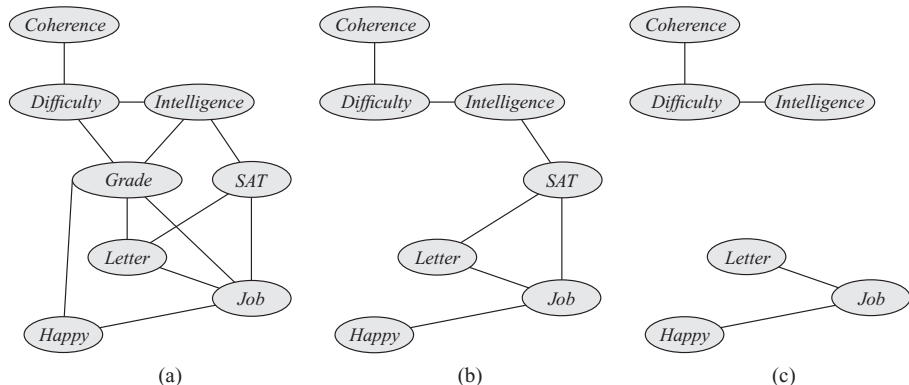 Coherence
Difficulty
Intelligence
Grade
SAT
Letter
Job
Happy
(a)
Coherence
Difficulty
Intelligence
SAT
Letter
Job
Happy
(b)
Coherence
Difficulty
Intelligence
Letter
Job
Happy
(c)